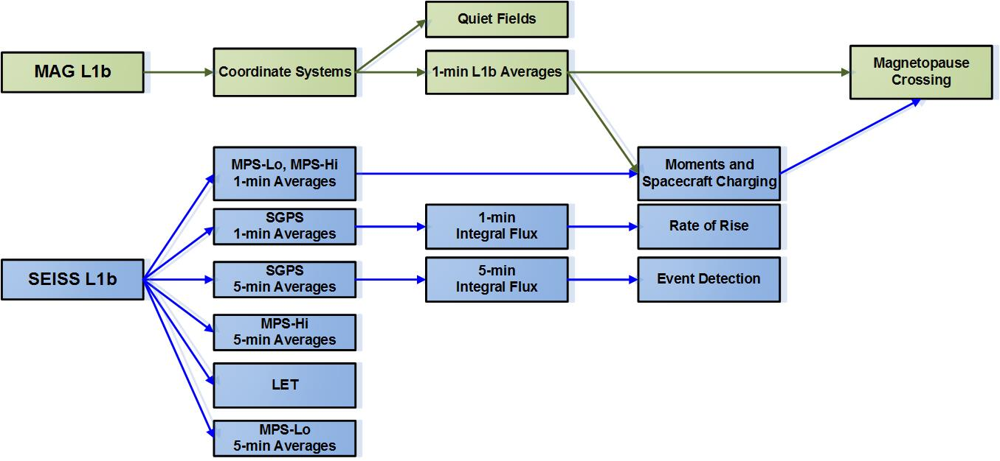 Quiet Fields
MAG L1b
Coordinate Systems
1-min L1b Averages
Magnetopause
Crossing
MPS-Lo, MPS-Hi
1-min Averages
Moments and
Spacecraft Charging
SGPS
1-min Averages
1-min
Integral Flux
Rate of Rise
SEISS L1b
SGPS
5-min Averages
5-min
Integral Flux
Event Detection
MPS-Hi
5-min Averages
LET
MPS-Lo
5-min Averages